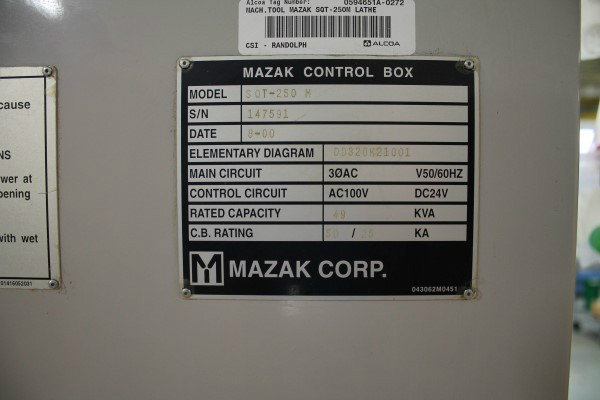 Alcoa Tag Number: 0594651A-0272
MACH.TOOL MAZAK SQT-250M LATHE
CSI - RANDOLPH ALCOA
MAZAK CONTROL BOX
MODEL SQT-250 M
S/N 147591
DATE 8-00
ELEMENTARY DIAGRAM
MAIN CIRCUIT 3ØAC V50/60HZ
CONTROL CIRCUIT AC100V DC24V
RATED CAPACITY 49 KVA
C.B. RATING / 25 KA
MAZAK CORP.
043062M0451
cause
NS
wer at
pening
with wet